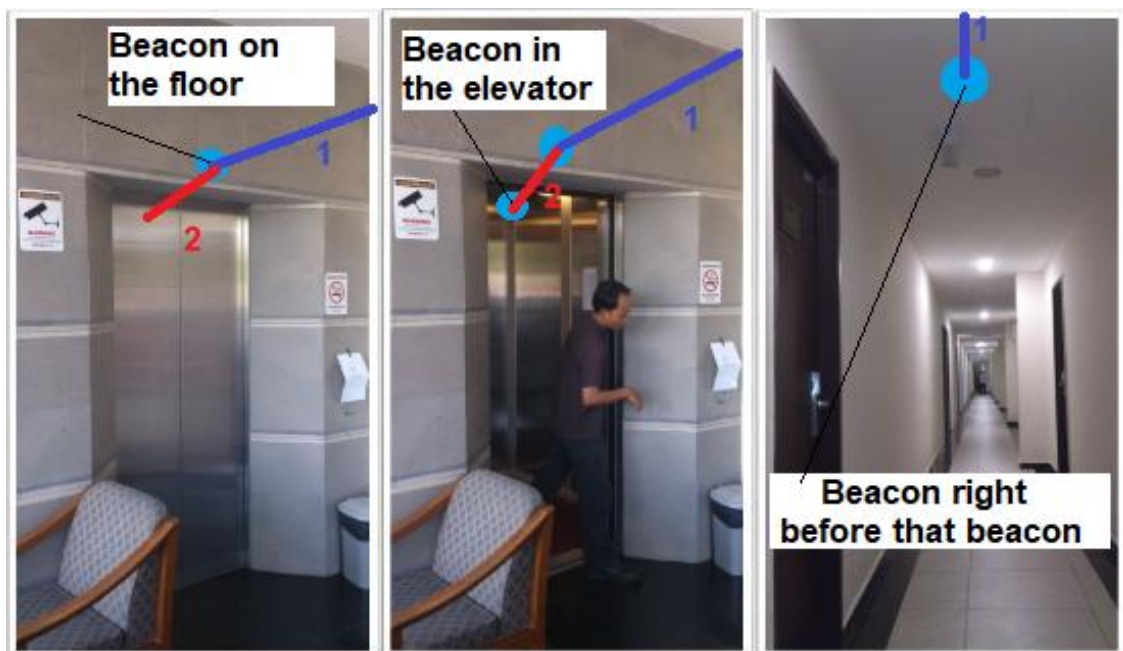 Beacon on
the floor
1
2
Beacon in
the elevator
1
2
1
Beacon right
before that beacon